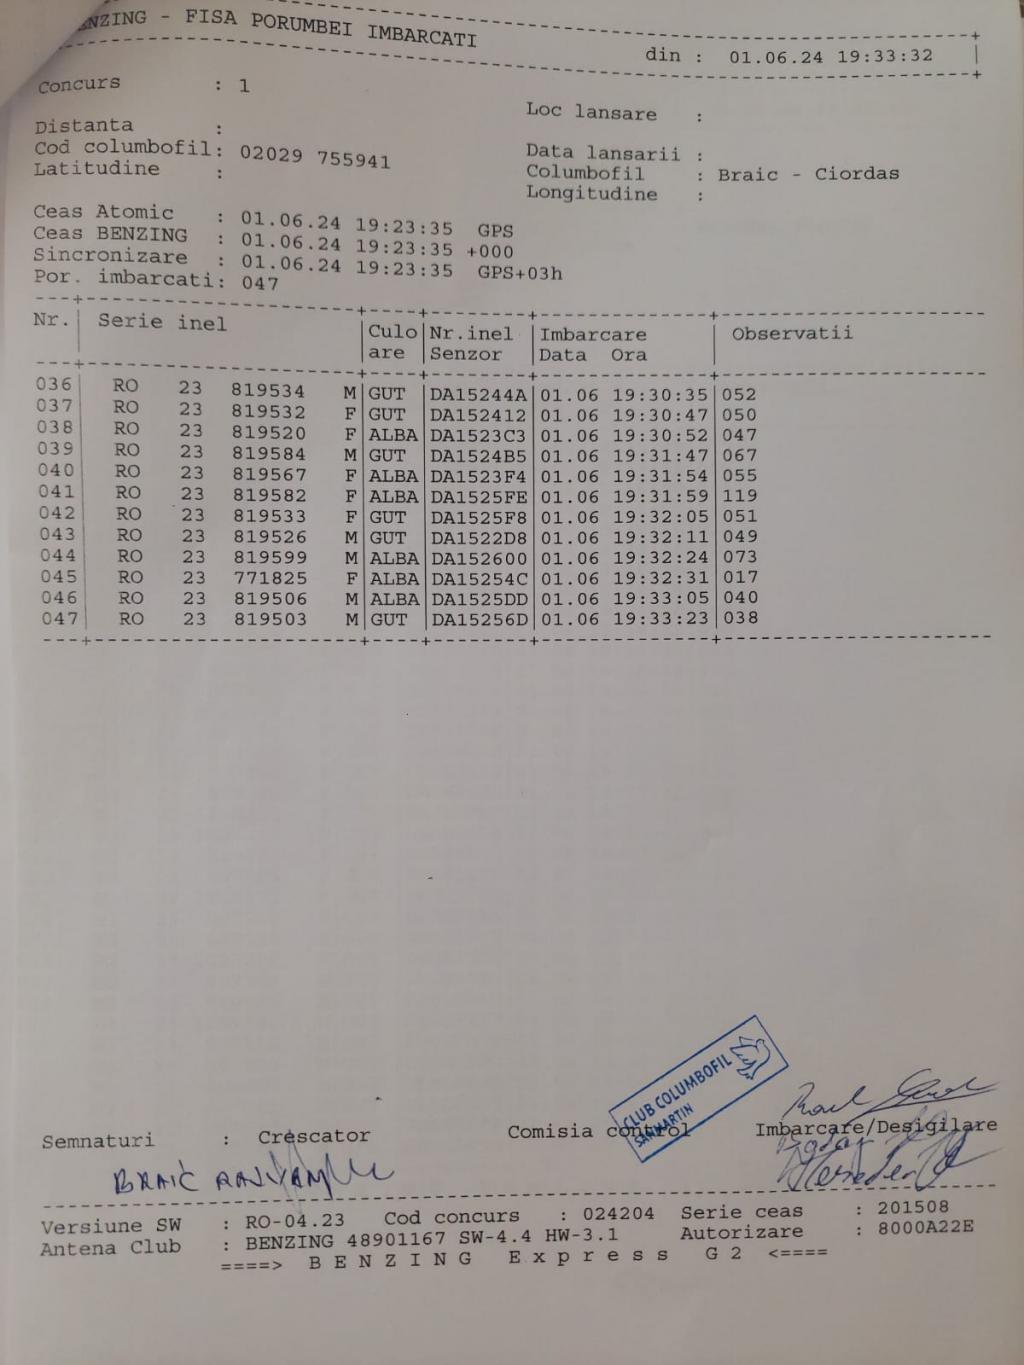 NZING - FISA PORUMBEI IMBARCATI
din : 01.06.24 19:33:32
Concurs : 1
Loc lansare :
Distanta :
Cod columbofil: 02029 755941
Data lansarii :
Latitudine :
Columbofil : Braic - Ciordas
Longitudine :
Ceas Atomic : 01.06.24 19:23:35 GPS
Ceas BENZING : 01.06.24 19:23:35 +000
Sincronizare : 01.06.24 19:23:35 GPS+03h
Por. imbarcati: 047
Nr. | Serie inel | Culo | Nr.inel | Imbarcare | Observatii
are | Senzor | Data Ora
036 RO 23 819534 M|GUT |DA15244A|01.06 19:30:35|052
037 RO 23 819532 F|GUT |DA152412|01.06 19:30:47|050
038 RO 23 819520 F|ALBA|DA1523C3|01.06 19:30:52|047
039 RO 23 819584 M|GUT |DA1524B5|01.06 19:31:47|067
040 RO 23 819567 F|ALBA|DA1523F4|01.06 19:31:54|055
041 RO 23 819582 F|ALBA|DA1525FE|01.06 19:31:59|119
042 RO 23 819533 F|GUT |DA1525F8|01.06 19:32:05|051
043 RO 23 819526 M|GUT |DA1522D8|01.06 19:32:11|049
044 RO 23 819599 M|ALBA|DA152600|01.06 19:32:24|073
045 RO 23 771825 F|ALBA|DA15254C|01.06 19:32:31|017
046 RO 23 819506 M|ALBA|DA1525DD|01.06 19:33:05|040
047 RO 23 819503 M|GUT |DA15256D|01.06 19:33:23|038
CLUB COLUMBOFIL
SANMARTIN
Semnaturi : Crescator Comisia control Imbarcare/Desigilare
BRAIC
Versiune SW : RO-04.23 Cod concurs : 024204 Serie ceas : 201508
Antena Club : BENZING 48901167 SW-4.4 HW-3.1 Autorizare : 8000A22E
====> B E N Z I N G E x p r e s s G 2 <====